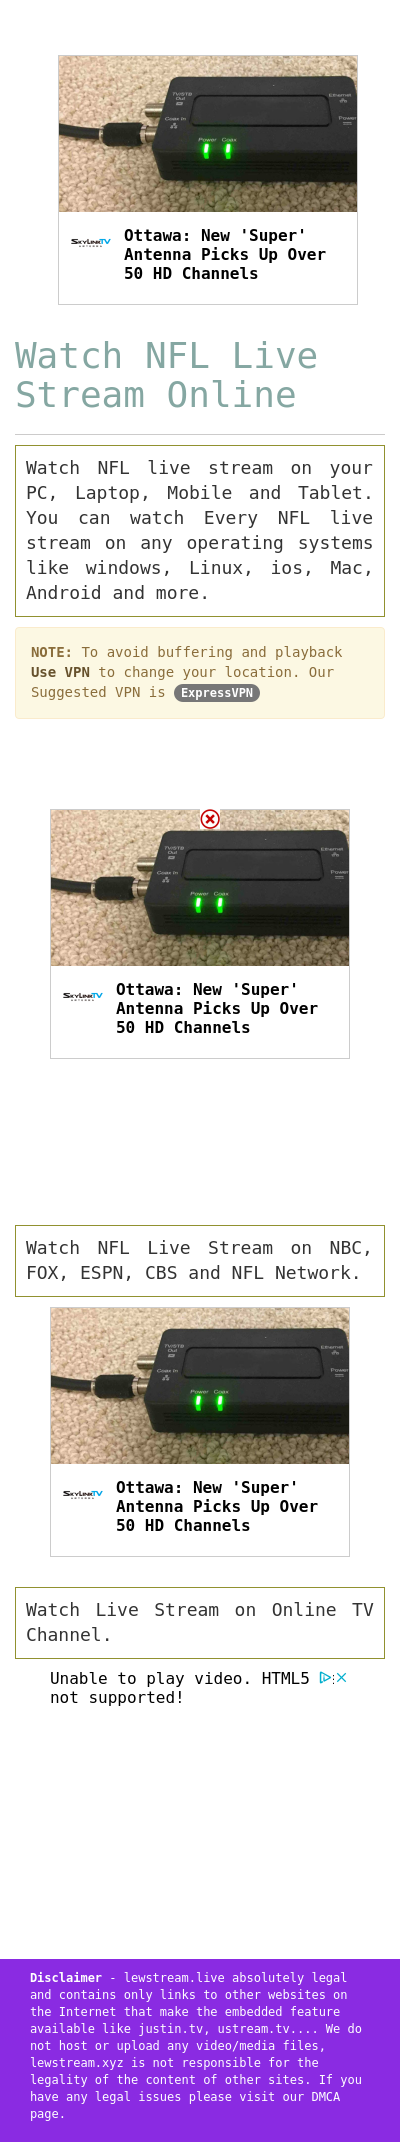 TV/STB
Out
Coax In
Power
Coax
Ethernet
Power
SKYLINKTV
ANTENNA
Ottawa: New 'Super'
Antenna Picks Up Over
50 HD Channels
Watch NFL Live
Stream Online
Watch NFL live stream on your
PC, Laptop, Mobile and Tablet.
You can watch Every NFL live
stream on any operating systems
like windows, Linux, ios, Mac,
Android and more.
NOTE: To avoid buffering and playback
Use VPN to change your location. Our
Suggested VPN is ExpressVPN
TV/STB
Out
Coax In
Power
Coax
Ethernet
Power
SKYLINKTV
ANTENNA
Ottawa: New 'Super'
Antenna Picks Up Over
50 HD Channels
Watch NFL Live Stream on NBC,
FOX, ESPN, CBS and NFL Network.
TV/STB
Out
Coax In
Power
Coax
Ethernet
Power
SKYLINKTV
ANTENNA
Ottawa: New 'Super'
Antenna Picks Up Over
50 HD Channels
Watch Live Stream on Online TV
Channel.
Unable to play video. HTML5
not supported!
Disclaimer - lewstream.live absolutely legal
and contains only links to other websites on
the Internet that make the embedded feature
available like justin.tv, ustream.tv.... We do
not host or upload any video/media files,
lewstream.xyz is not responsible for the
legality of the content of other sites. If you
have any legal issues please visit our DMCA
page.